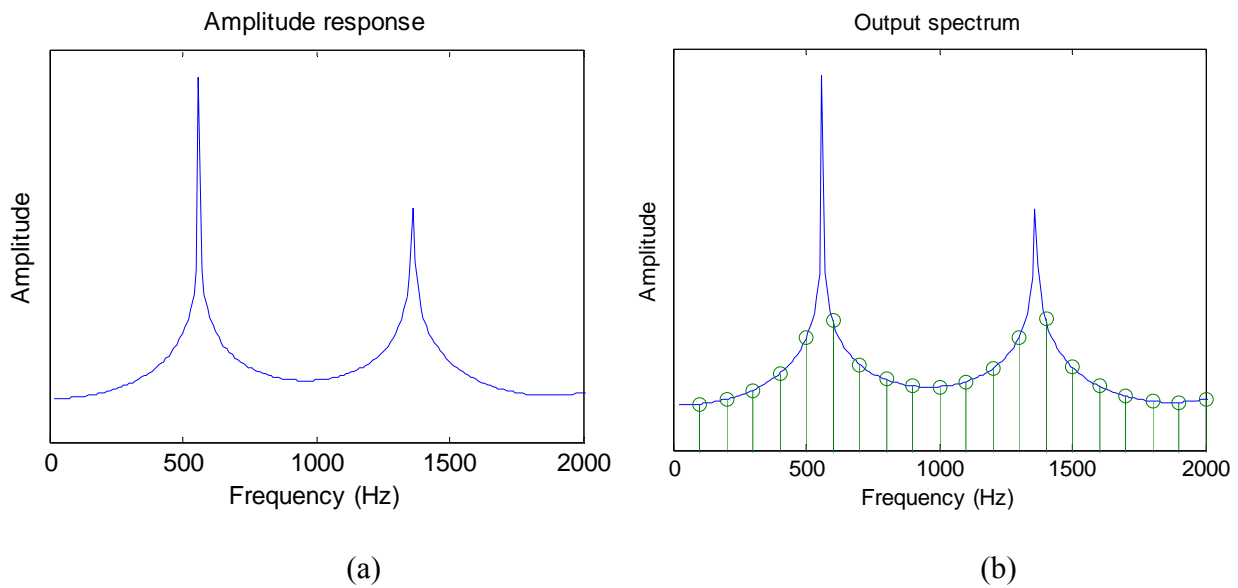 Amplitude response
Amplitude
0 500 1000 1500 2000
Frequency (Hz)
(a)
Output spectrum
Amplitude
0 500 1000 1500 2000
Frequency (Hz)
(b)